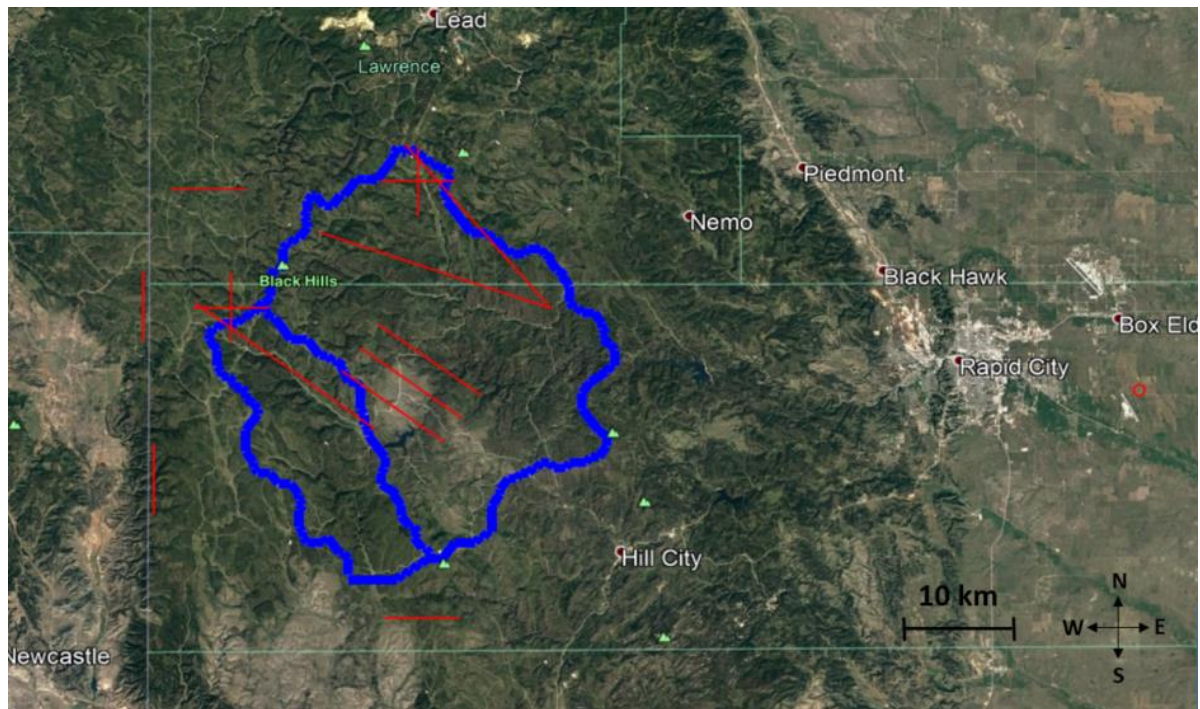 Lead
Lawrence
Piedmont
Nemo
Black Hawk
Black Hills
Box Eld
Rapid City
Hill City
10 km
N
W E
S
Newcastle